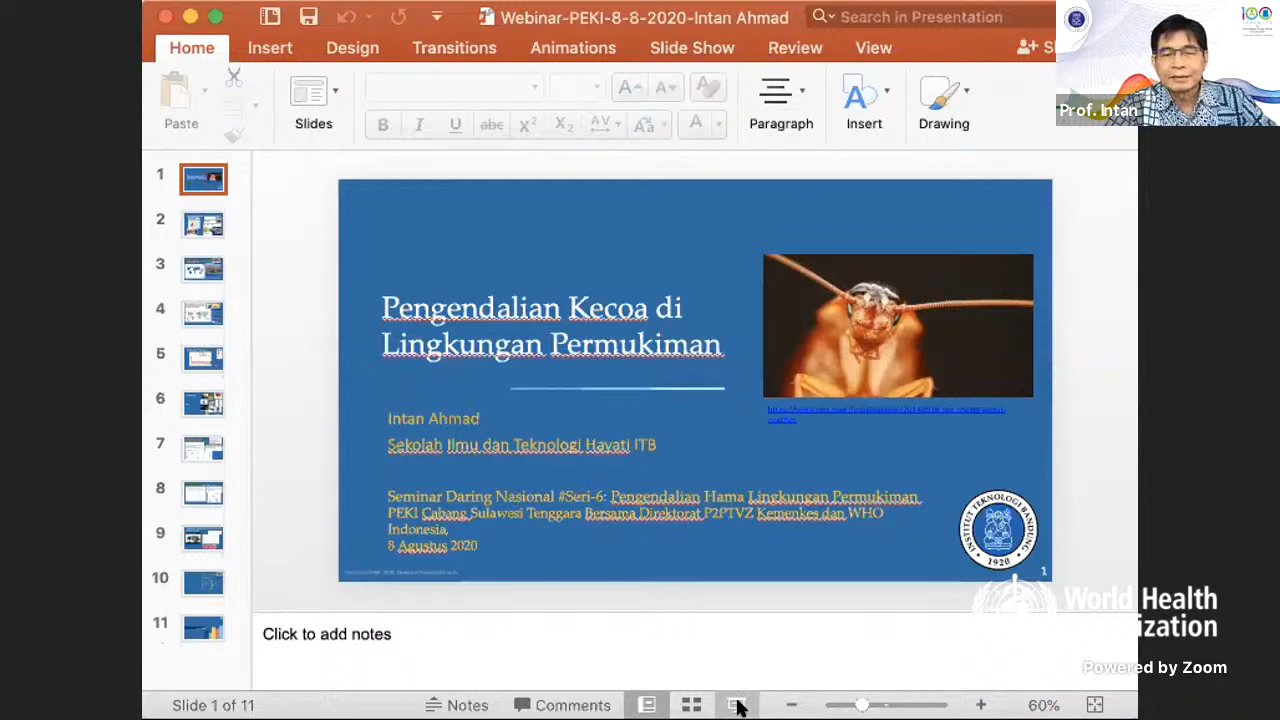 Webinar-PEKI-8-8-2020-Intan Ahmad
Search in Presentation
Home
Insert
Design
Transitions
Animations
Slide Show
Review
View
Prof. Intan
Paste
Slides
Paragraph
Insert
Drawing
1
2
3
4
5
6
7
8
9
10
11
Pengendalian Kecoa di
Lingkungan Permukiman
Intan Ahmad
Sekolah Ilmu dan Teknologi Hayati ITB
Seminar Daring Nasional #Seri-6: Pengendalian Hama Lingkungan Permukiman
PEKI Cabang Sulawesi Tenggara Bersama Direktorat P2PTVZ Kemenkes dan WHO
Indonesia,
8 Agustus 2020
INSTITUT TEKNOLOGI BANDUNG
1920
1
World Health
Click to add notes
Powered by Zoom
Slide 1 of 11
Notes
Comments
60%